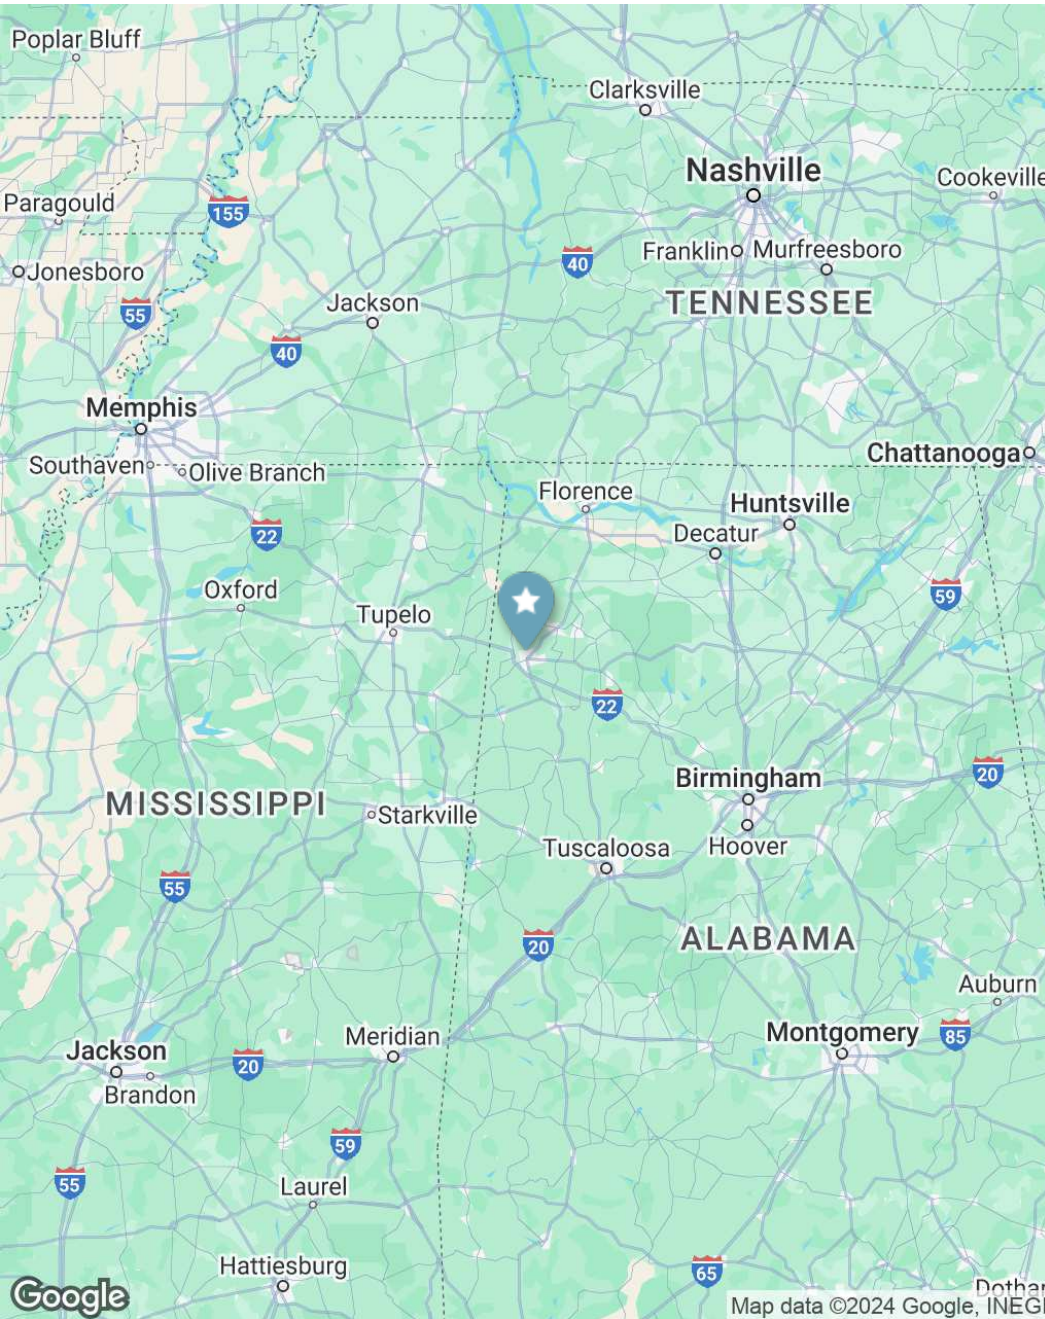 Poplar Bluff
Clarksville
Nashville
Cookeville
Paragould
155
Franklin
Murfreesboro
40
Jonesboro
TENNESSEE
Jackson
55
40
Memphis
Chattanooga
Southaven
Olive Branch
Florence
Huntsville
Decatur
22
Oxford
59
Tupelo
22
20
Birmingham
MISSISSIPPI
Starkville
Hoover
Tuscaloosa
55
ALABAMA
20
Auburn
Meridian
Montgomery
85
Jackson
20
Brandon
59
55
Laurel
Hattiesburg
65
Dothan
Google
Map data ©2024 Google, INEGI